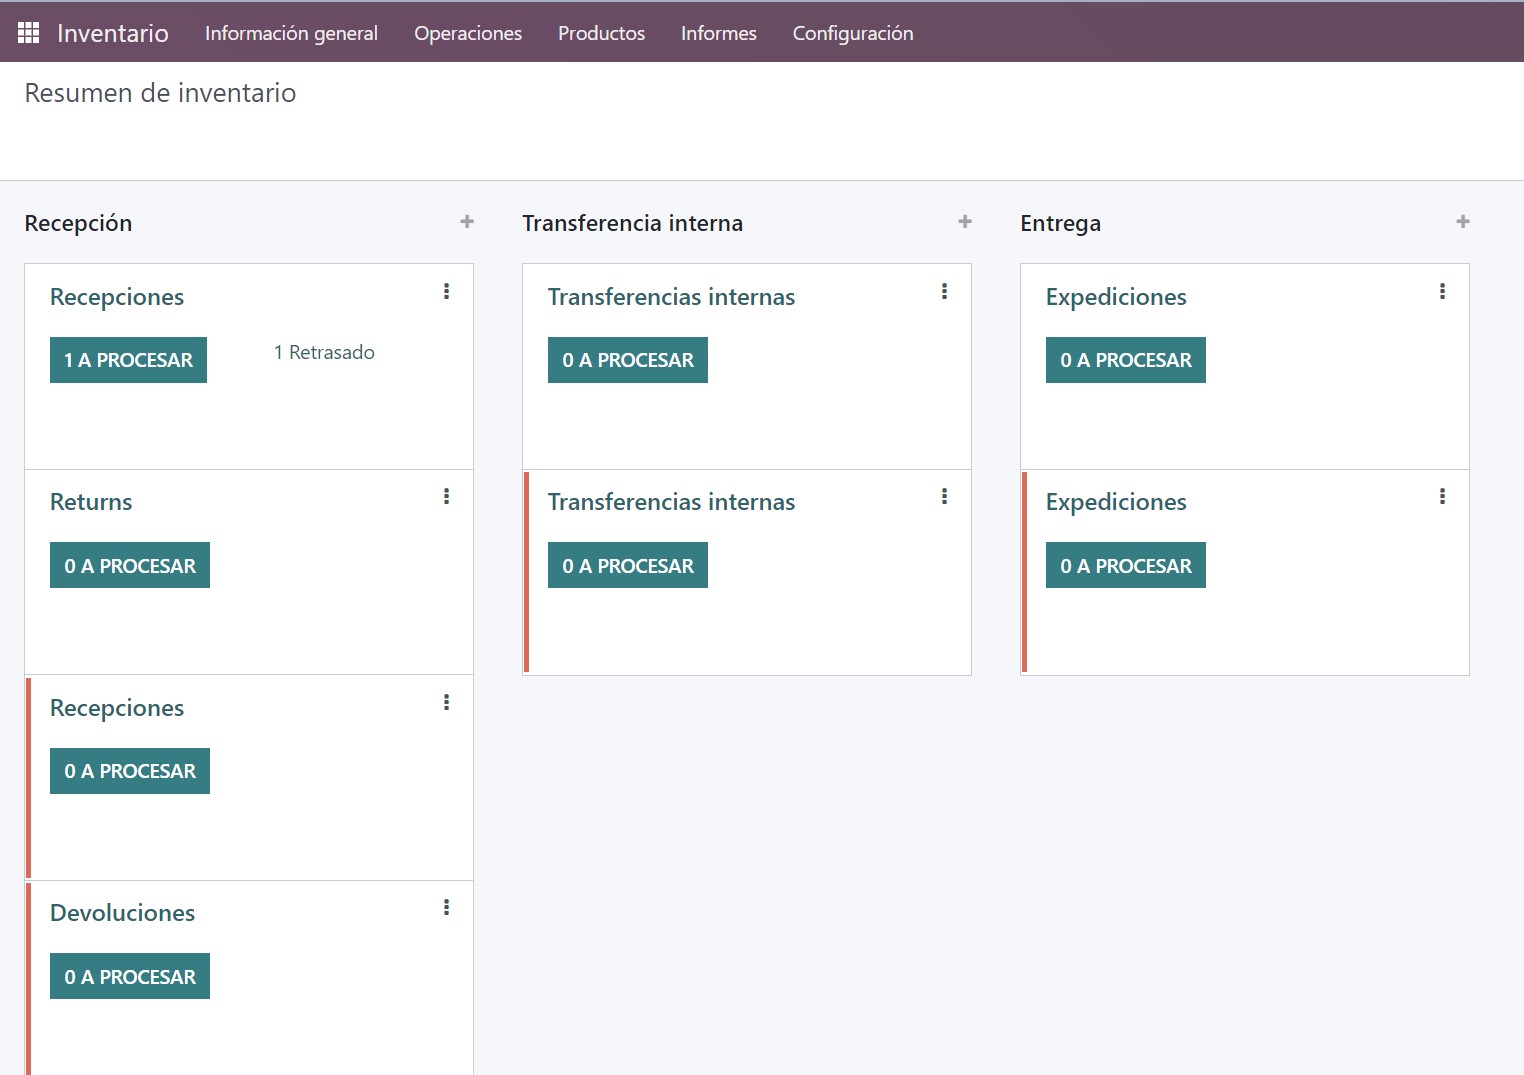 Inventario Información general Operaciones Productos Informes Configuración
Resumen de inventario
Recepción
Recepciones
1 A PROCESAR 1 Retrasado
Returns
0 A PROCESAR
Recepciones
0 A PROCESAR
Devoluciones
0 A PROCESAR
Transferencia interna
Transferencias internas
0 A PROCESAR
Transferencias internas
0 A PROCESAR
Entrega
Expediciones
0 A PROCESAR
Expediciones
0 A PROCESAR